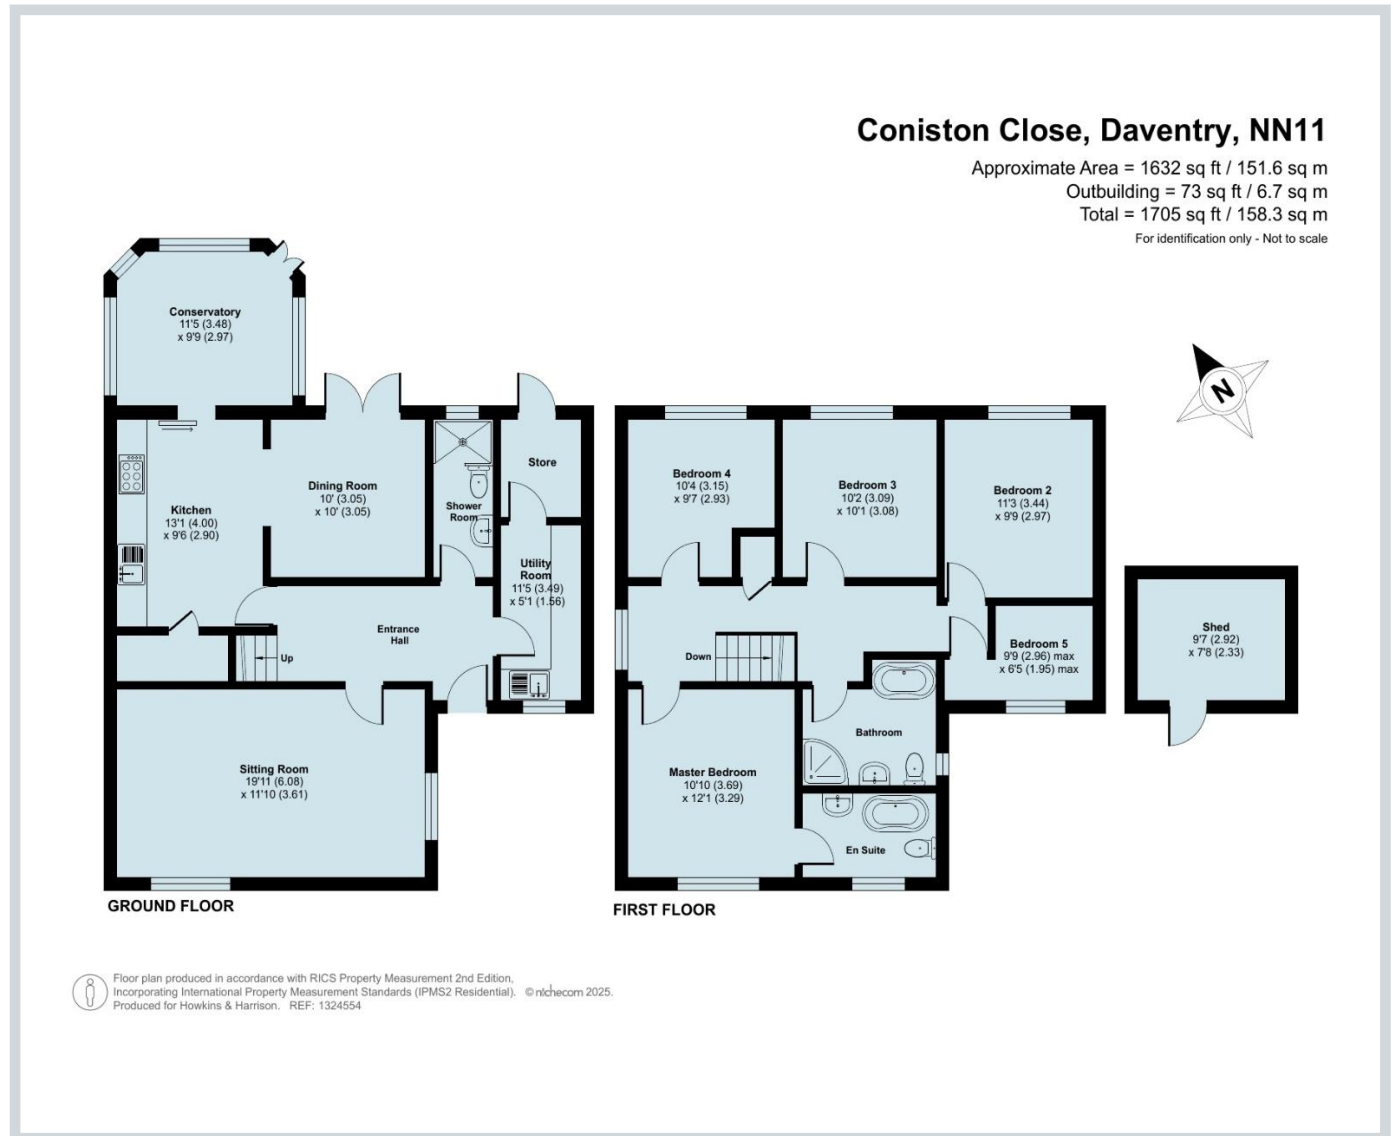 Coniston Close, Daventry, NN11
Approximate Area = 1632 sq ft / 151.6 sq m
Outbuilding = 73 sq ft / 6.7 sq m
Total = 1705 sq ft / 158.3 sq m
For identification only - Not to scale
N
Conservatory
11'5 (3.48)
x 9'9 (2.97)
Kitchen
13'1 (4.00)
x 9'6 (2.90)
Dining Room
10' (3.05)
x 10' (3.05)
Shower
Room
Store
Utility
Room
11'5 (3.49)
x 5'1 (1.56)
Entrance
Hall
Up
Sitting Room
19'11 (6.08)
x 11'10 (3.61)
GROUND FLOOR
Bedroom 4
10'4 (3.15)
x 9'7 (2.93)
Bedroom 3
10'2 (3.09)
x 10'1 (3.08)
Bedroom 2
11'3 (3.44)
x 9'9 (2.97)
Bedroom 5
9'9 (2.96) max
x 6'5 (1.95) max
Down
Bathroom
Master Bedroom
10'10 (3.69)
x 12'1 (3.29)
En Suite
FIRST FLOOR
Shed
9'7 (2.92)
x 7'8 (2.33)
Floor plan produced in accordance with RICS Property Measurement 2nd Edition,
Incorporating International Property Measurement Standards (IPMS2 Residential). © nichecom 2025.
Produced for Howkins & Harrison. REF: 1324554